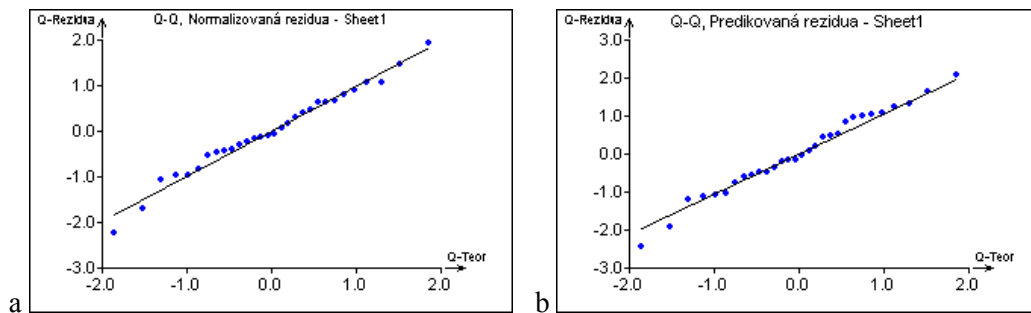 Q-Rezidua
Q-Q, Normalizovaná rezidua - Sheet1
2.0
1.0
0.0
-1.0
-2.0
-3.0
-2.0 -1.0 0.0 1.0 2.0
Q-Teor
a
Q-Rezidua
Q-Q, Predikovaná rezidua - Sheet1
3.0
2.0
1.0
0.0
-1.0
-2.0
-3.0
-2.0 -1.0 0.0 1.0 2.0
Q-Teor
b